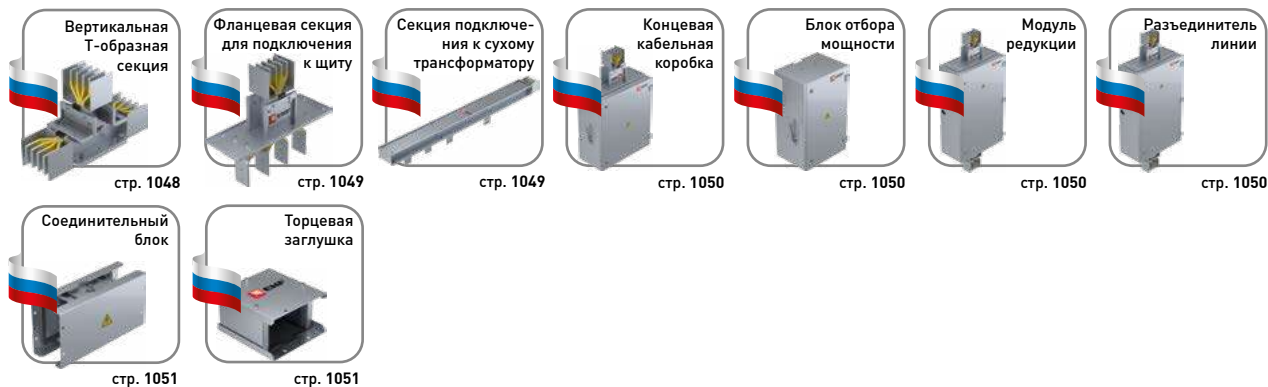 Вертикальная
Т-образная
секция
стр. 1048
Фланцевая секция
для подключения
к щиту
стр. 1049
Секция подключе-
ния к сухому
трансформатору
стр. 1049
Концевая
кабельная
коробка
стр. 1050
Блок отбора
мощности
стр. 1050
Модуль
редукции
стр. 1050
Разъединитель
линии
стр. 1050
Соединительный
блок
стр. 1051
Торцевая
заглушка
стр. 1051